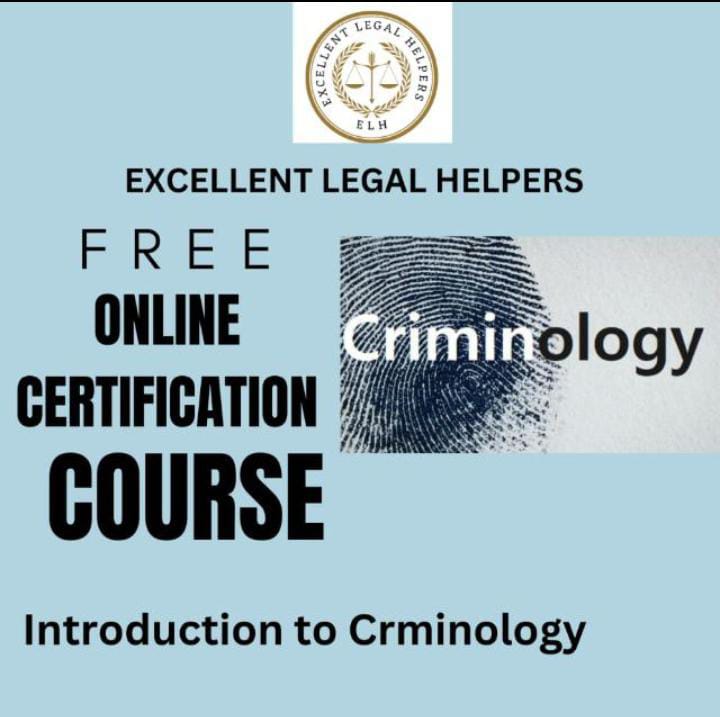 EXCELLENT LEGAL HELPERS
ELH
EXCELLENT LEGAL HELPERS
FREE
ONLINE
CERTIFICATION
COURSE
Criminology
Introduction to Crminology